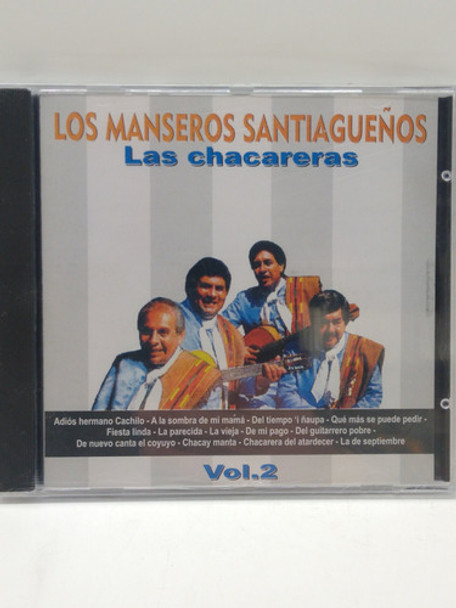 LOS MANSEROS SANTIAGUEÑOS
Las chacareras
Adiós hermano Cachilo - A la sombra de mi mamá - Del tiempo 'i ñaupa - Qué más se puede pedir -
Fiesta linda - La parecida - La vieja - De mi pago - Del guitarrero pobre -
De nuevo canta el coyuyo - Chacay manta - Chacarera del atardecer - La de septiembre
Vol.2